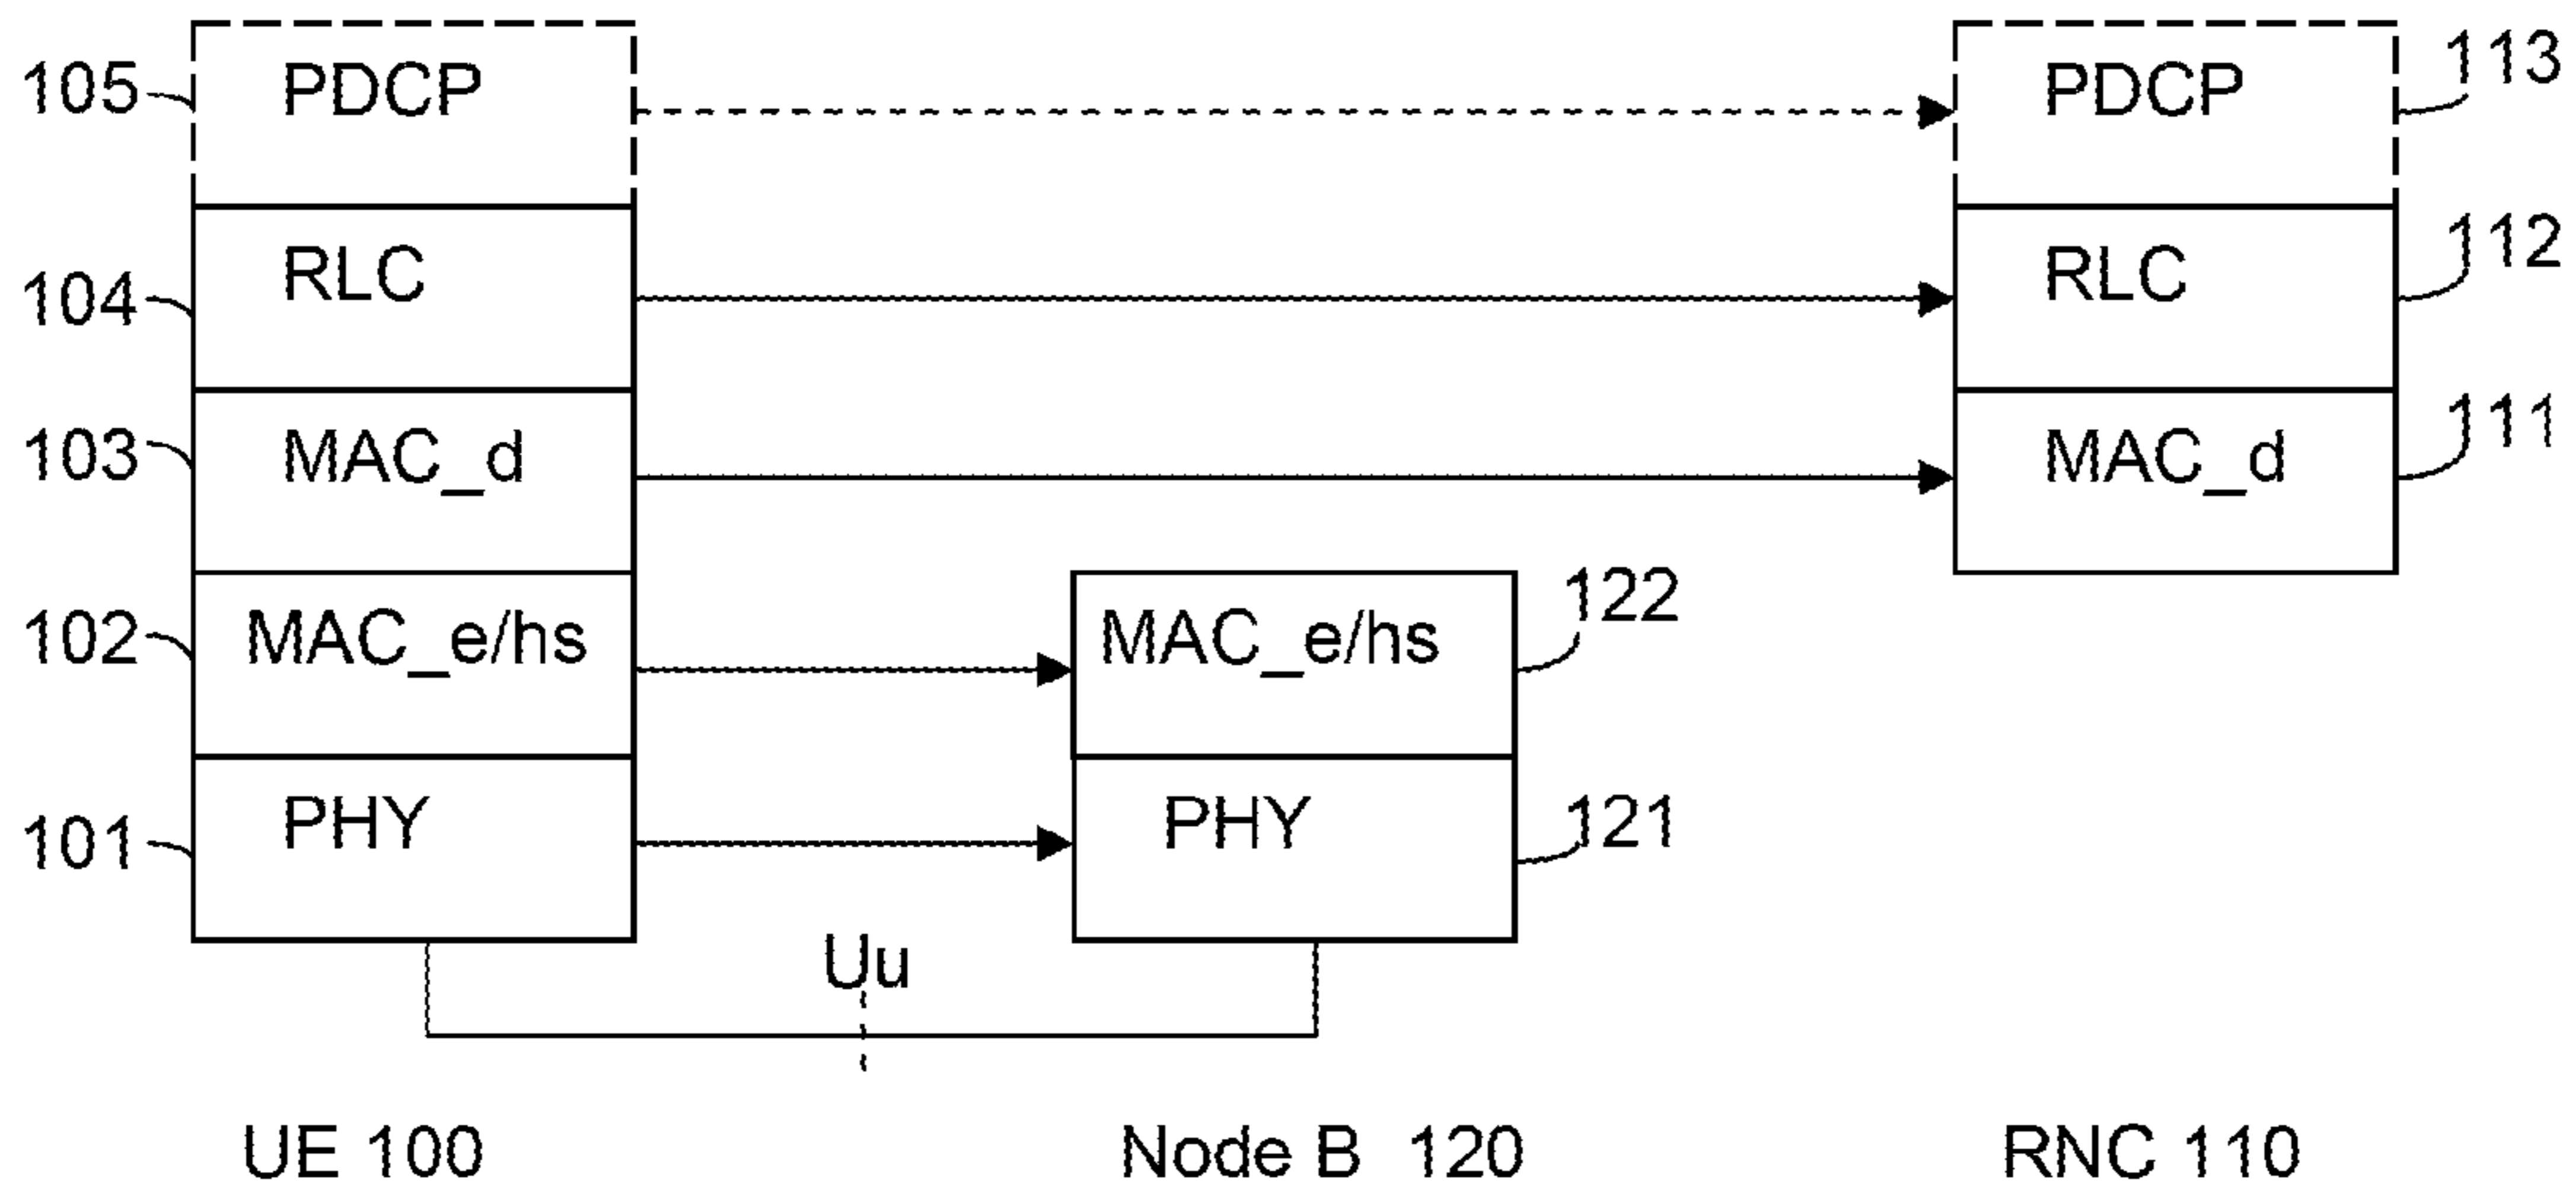 105 PDCP PDCP 113
104 RLC RLC 112
103 MAC_d MAC_d 111
102 MAC_e/hs MAC_e/hs 122
101 PHY PHY 121
Uu
UE 100 Node B 120 RNC 110